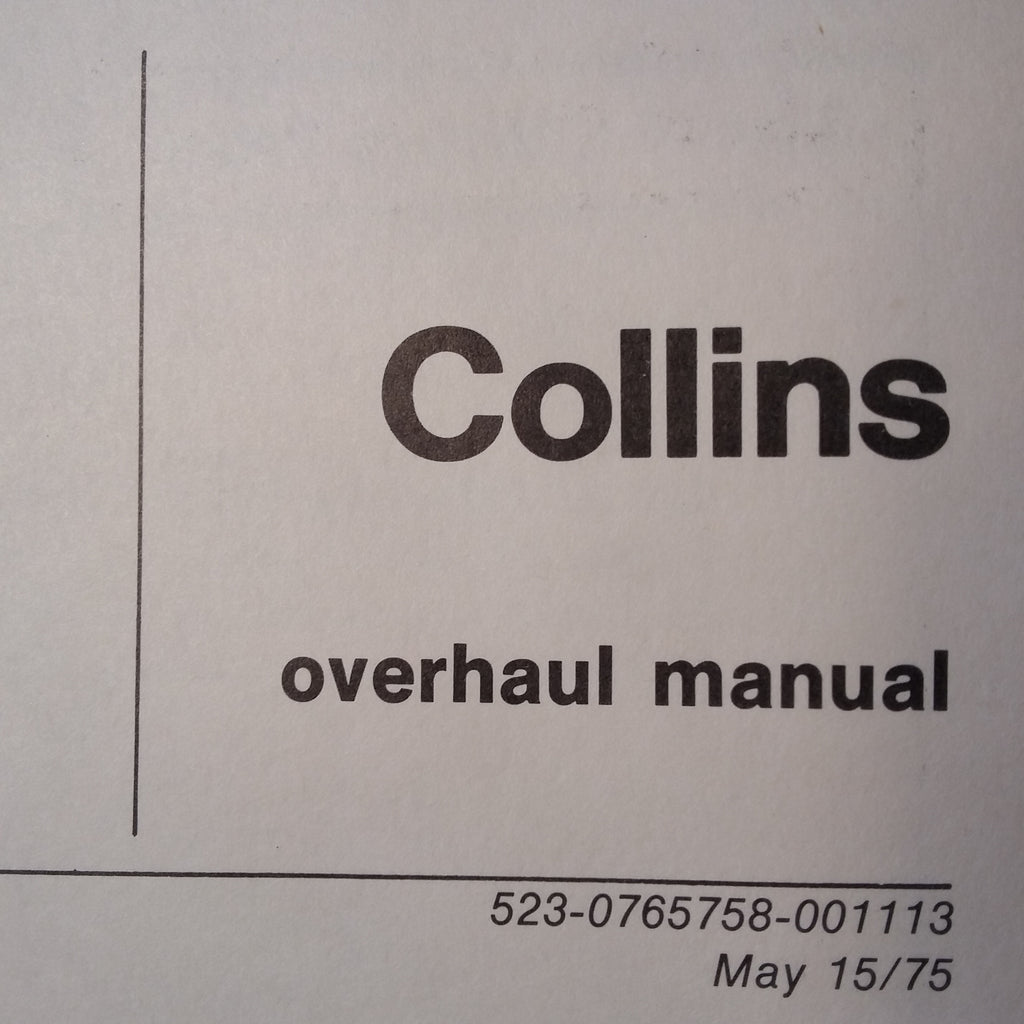 Collins
overhaul manual
523-0765758-001113
May 15/75